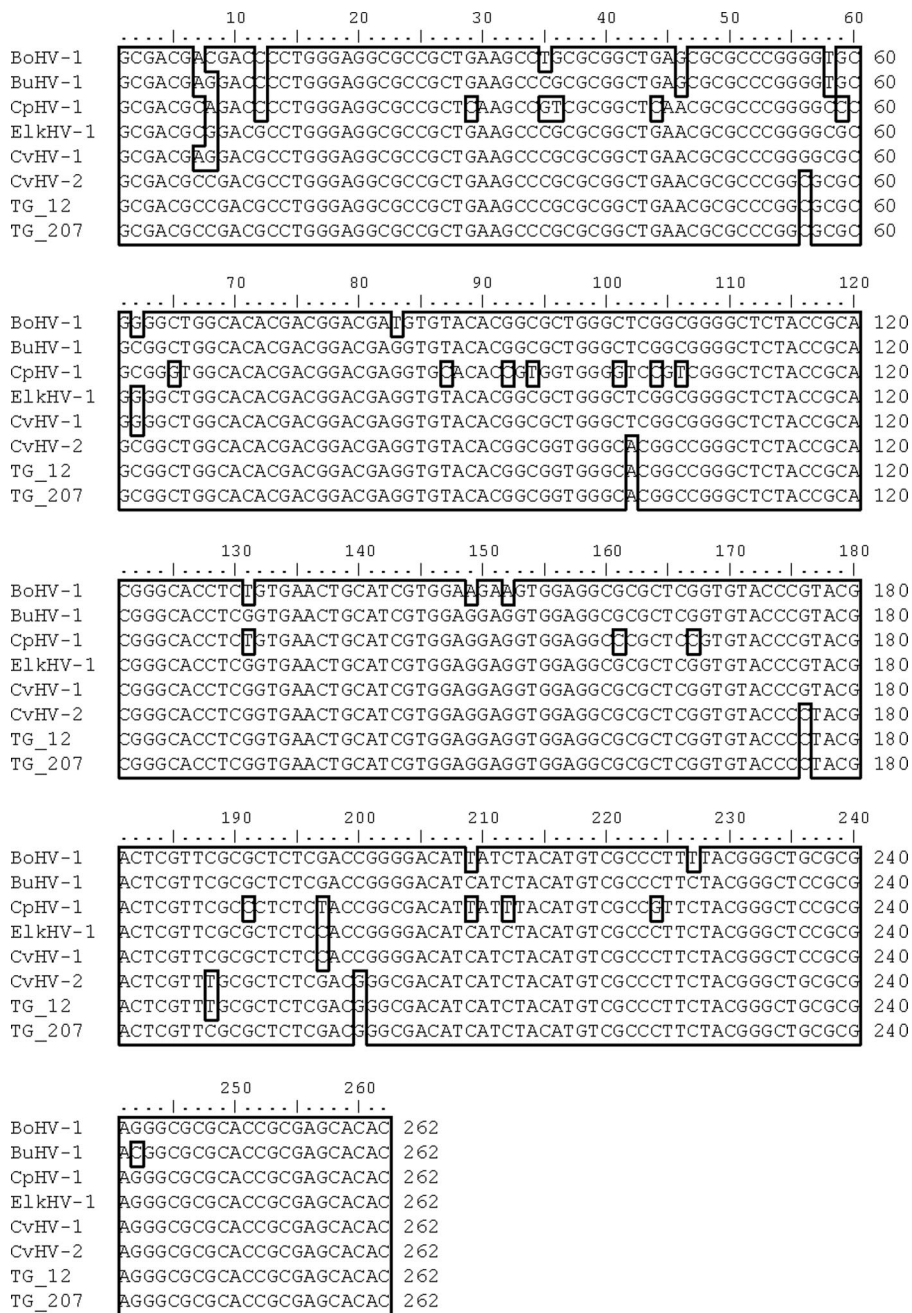 10 20 30 40 50 60
BoHV-1 GCGACGACGACCCCTGGGAGGCGCCGCTGAAGCCTGCGCGGCTGAGCGCGCCCGGGGTGC 60
BuHV-1 GCGACGAGGACCCCTGGGAGGCGCCGCTGAAGCCCGCGCGGCTGAGCGCGCCCGGGGTGC 60
CpHV-1 GCGACGCAGACCCCTGGGAGGCGCCGCTCAAGCCGTCGCGGCTCAACGCGCCCGGGGCCC 60
ElkHV-1 GCGACGCGGACGCCTGGGAGGCGCCGCTGAAGCCCGCGCGGCTGAACGCGCCCGGGGCGC 60
CvHV-1 GCGACGAGGACGCCTGGGAGGCGCCGCTGAAGCCCGCGCGGCTGAACGCGCCCGGGGCGC 60
CvHV-2 GCGACGCCGACGCCTGGGAGGCGCCGCTGAAGCCCGCGCGGCTGAACGCGCCCGGCGCGC 60
TG_12 GCGACGCCGACGCCTGGGAGGCGCCGCTGAAGCCCGCGCGGCTGAACGCGCCCGGCGCGC 60
TG_207 GCGACGCCGACGCCTGGGAGGCGCCGCTGAAGCCCGCGCGGCTGAACGCGCCCGGCGCGC 60
70 80 90 100 110 120
BoHV-1 GGGGCTGGCACACGACGGACGATGTGTACACGGCGCTGGGCTCGGCGGGGCTCTACCGCA 120
BuHV-1 GCGGCTGGCACACGACGGACGAGGTGTACACGGCGCTGGGCTCGGCGGGGCTCTACCGCA 120
CpHV-1 GCGGGTGGCACACGACGGACGAGGTGCACACCGTGGTGGGGTCCGTCGGGCTCTACCGCA 120
ElkHV-1 GGGGCTGGCACACGACGGACGAGGTGTACACGGCGCTGGGCTCGGCGGGGCTCTACCGCA 120
CvHV-1 GGGGCTGGCACACGACGGACGAGGTGTACACGGCGCTGGGCTCGGCGGGGCTCTACCGCA 120
CvHV-2 GCGGCTGGCACACGACGGACGAGGTGTACACGGCGGTGGGCACGGCCGGGCTCTACCGCA 120
TG_12 GCGGCTGGCACACGACGGACGAGGTGTACACGGCGGTGGGCACGGCCGGGCTCTACCGCA 120
TG_207 GCGGCTGGCACACGACGGACGAGGTGTACACGGCGGTGGGCACGGCCGGGCTCTACCGCA 120
130 140 150 160 170 180
BoHV-1 CGGGCACCTCTGTGAACTGCATCGTGGAAGAAGTGGAGGCGCGCTCGGTGTACCCGTACG 180
BuHV-1 CGGGCACCTCGGTGAACTGCATCGTGGAGGAGGTGGAGGCGCGCTCGGTGTACCCGTACG 180
CpHV-1 CGGGCACCTCTGTGAACTGCATCGTGGAGGAGGTGGAGGCCCGCTCCGTGTACCCGTACG 180
ElkHV-1 CGGGCACCTCGGTGAACTGCATCGTGGAGGAGGTGGAGGCGCGCTCGGTGTACCCGTACG 180
CvHV-1 CGGGCACCTCGGTGAACTGCATCGTGGAGGAGGTGGAGGCGCGCTCGGTGTACCCGTACG 180
CvHV-2 CGGGCACCTCGGTGAACTGCATCGTGGAGGAGGTGGAGGCGCGCTCGGTGTACCCCTACG 180
TG_12 CGGGCACCTCGGTGAACTGCATCGTGGAGGAGGTGGAGGCGCGCTCGGTGTACCCCTACG 180
TG_207 CGGGCACCTCGGTGAACTGCATCGTGGAGGAGGTGGAGGCGCGCTCGGTGTACCCCTACG 180
190 200 210 220 230 240
BoHV-1 ACTCGTTCGCGCTCTCGACCGGGGACATTATCTACATGTCGCCCTTTTACGGGCTGCGCG 240
BuHV-1 ACTCGTTCGCGCTCTCGACCGGGGACATCATCTACATGTCGCCCTTCTACGGGCTCCGCG 240
CpHV-1 ACTCGTTCGCCCTCTCTACCGGCGACATTATTTACATGTCGCCGTTCTACGGGCTCCGCG 240
ElkHV-1 ACTCGTTCGCGCTCTCCACCGGGGACATCATCTACATGTCGCCCTTCTACGGGCTCCGCG 240
CvHV-1 ACTCGTTCGCGCTCTCCACCGGGGACATCATCTACATGTCGCCCTTCTACGGGCTCCGCG 240
CvHV-2 ACTCGTTTGCGCTCTCGACGGGCGACATCATCTACATGTCGCCCTTCTACGGGCTGCGCG 240
TG_12 ACTCGTTTGCGCTCTCGACGGGCGACATCATCTACATGTCGCCCTTCTACGGGCTGCGCG 240
TG_207 ACTCGTTCGCGCTCTCGACGGGCGACATCATCTACATGTCGCCCTTCTACGGGCTGCGCG 240
250 260
BoHV-1 AGGGCGCGCACCGCGAGCACAC 262
BuHV-1 ACGGCGCGCACCGCGAGCACAC 262
CpHV-1 AGGGCGCGCACCGCGAGCACAC 262
ElkHV-1 AGGGCGCGCACCGCGAGCACAC 262
CvHV-1 AGGGCGCGCACCGCGAGCACAC 262
CvHV-2 AGGGCGCGCACCGCGAGCACAC 262
TG_12 AGGGCGCGCACCGCGAGCACAC 262
TG_207 AGGGCGCGCACCGCGAGCACAC 262